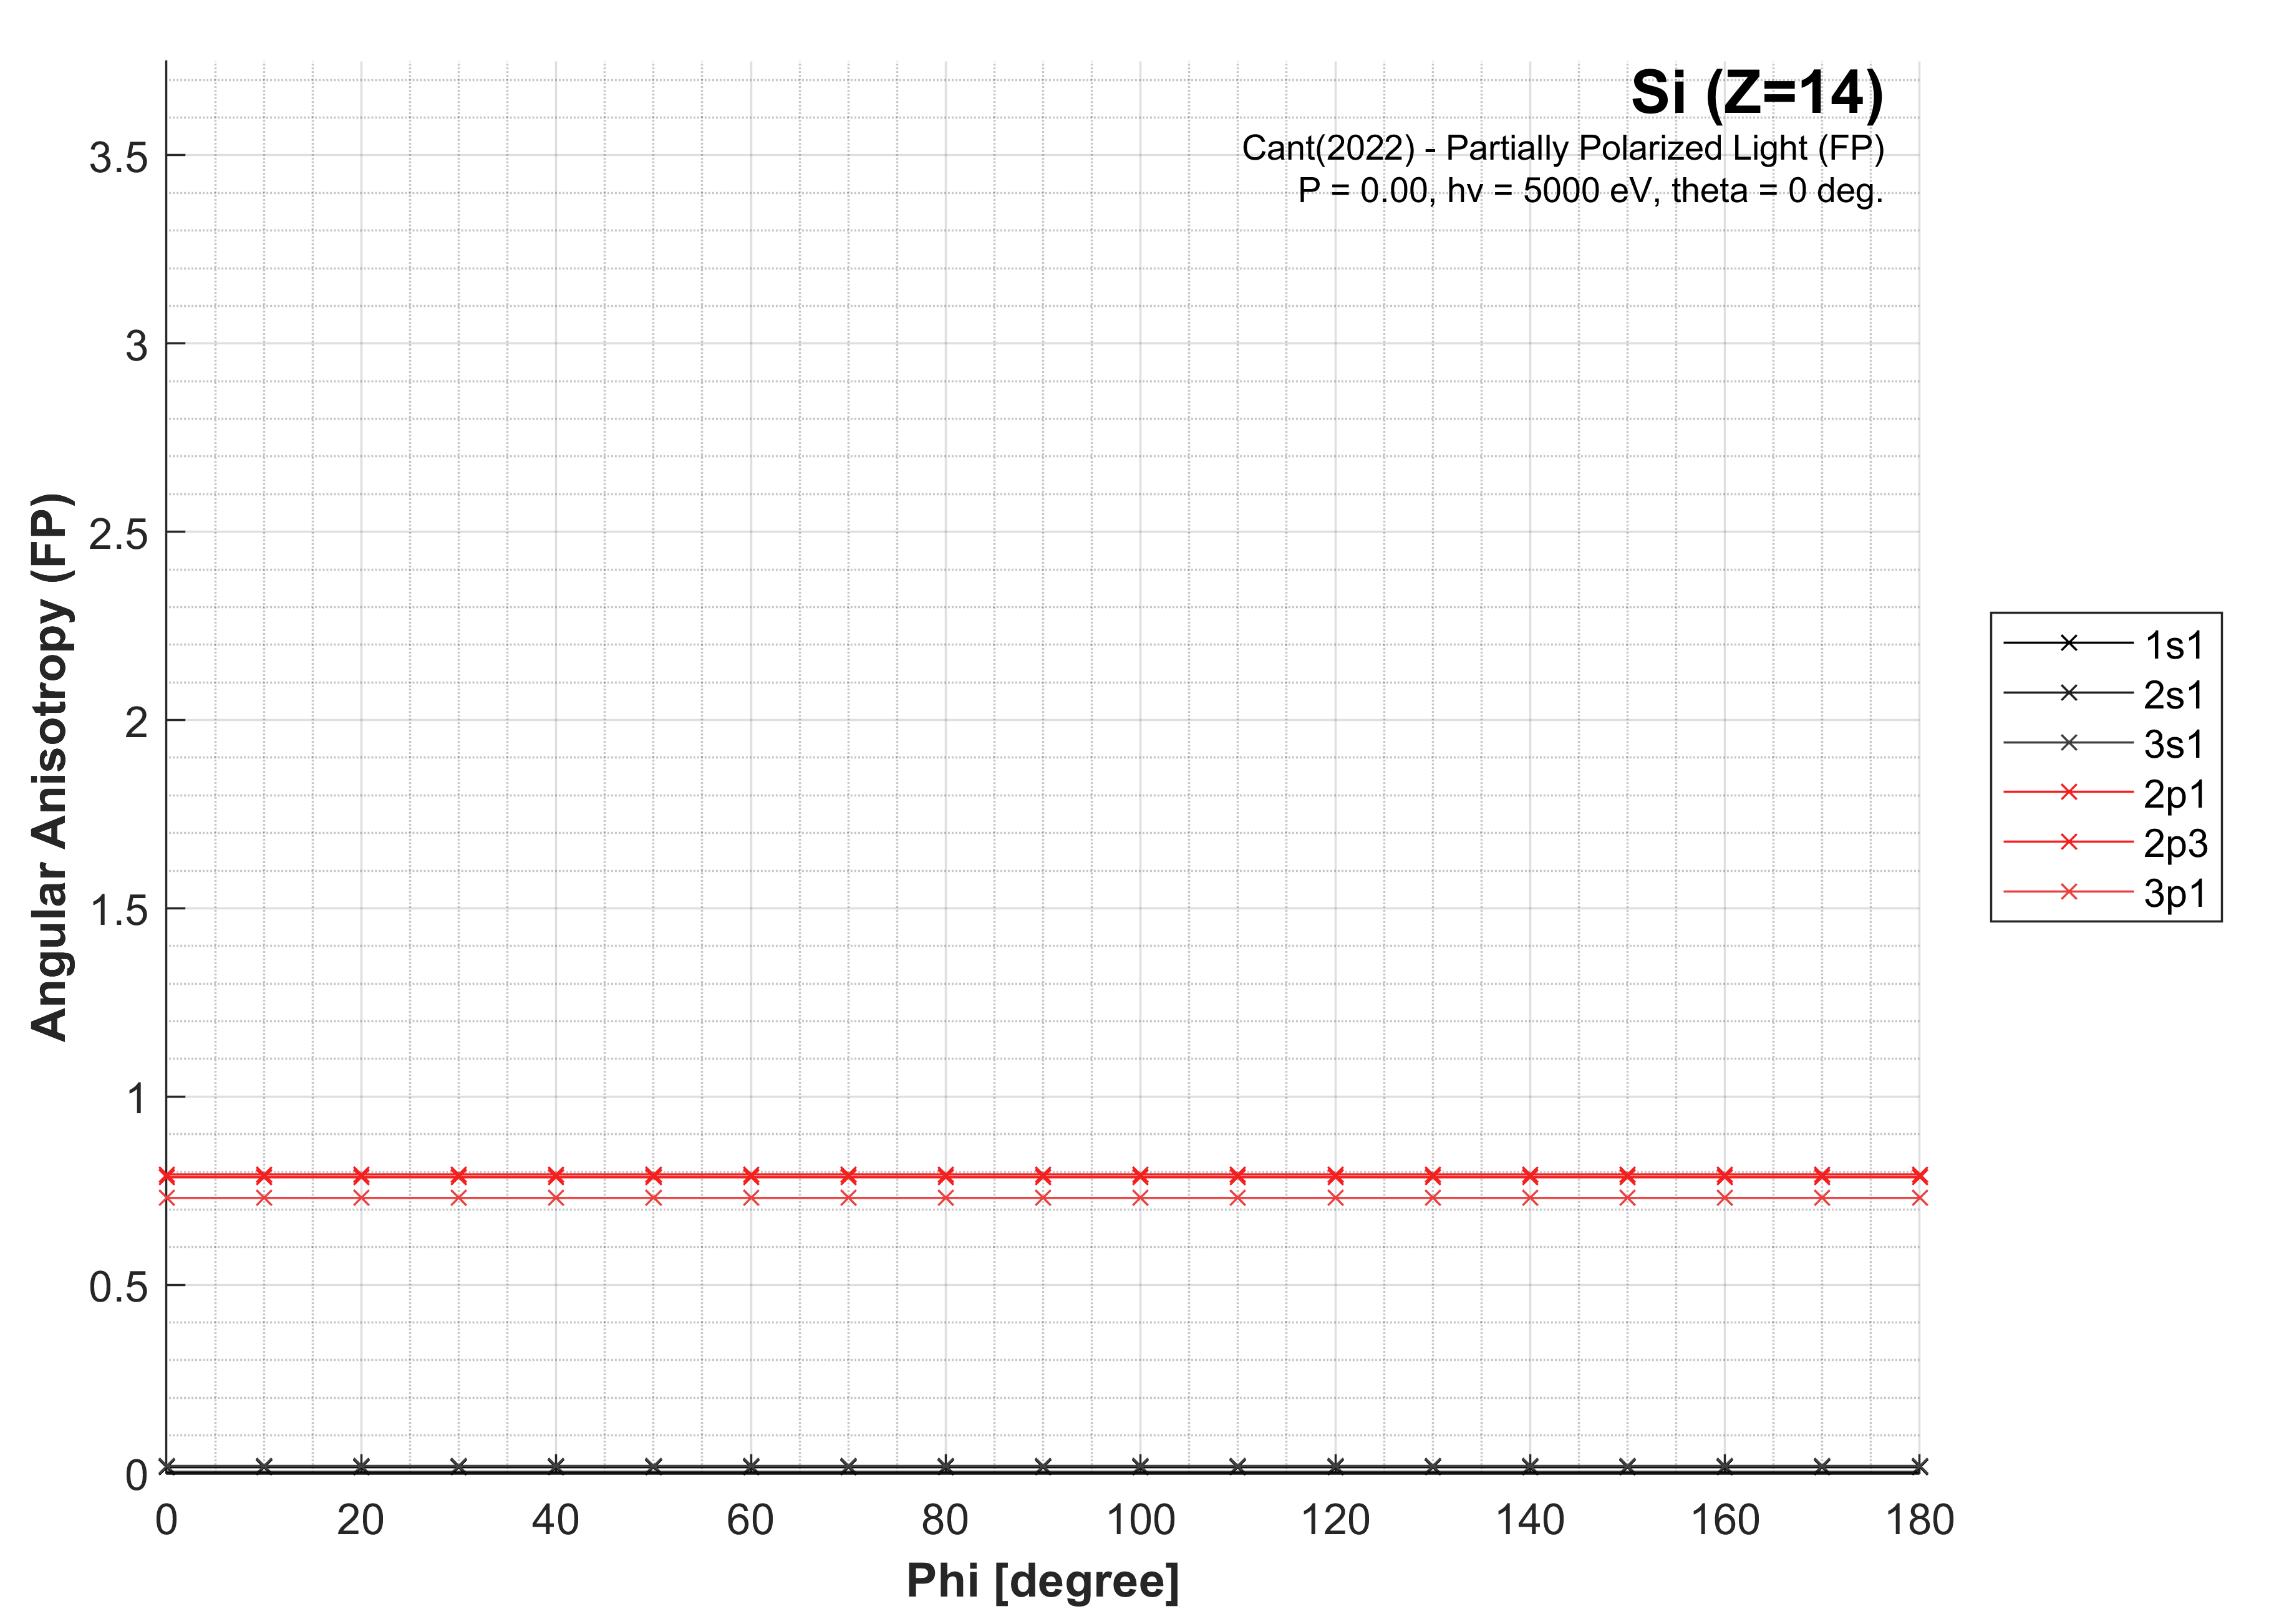 Si (Z=14)
Cant(2022) - Partially Polarized Light (FP)
P = 0.00, hv = 5000 eV, theta = 0 deg.
Angular Anisotropy (FP)
3.5
3
2.5
2
1.5
1
0.5
0
0 20 40 60 80 100 120 140 160 180
Phi [degree]
1s1
2s1
3s1
2p1
2p3
3p1